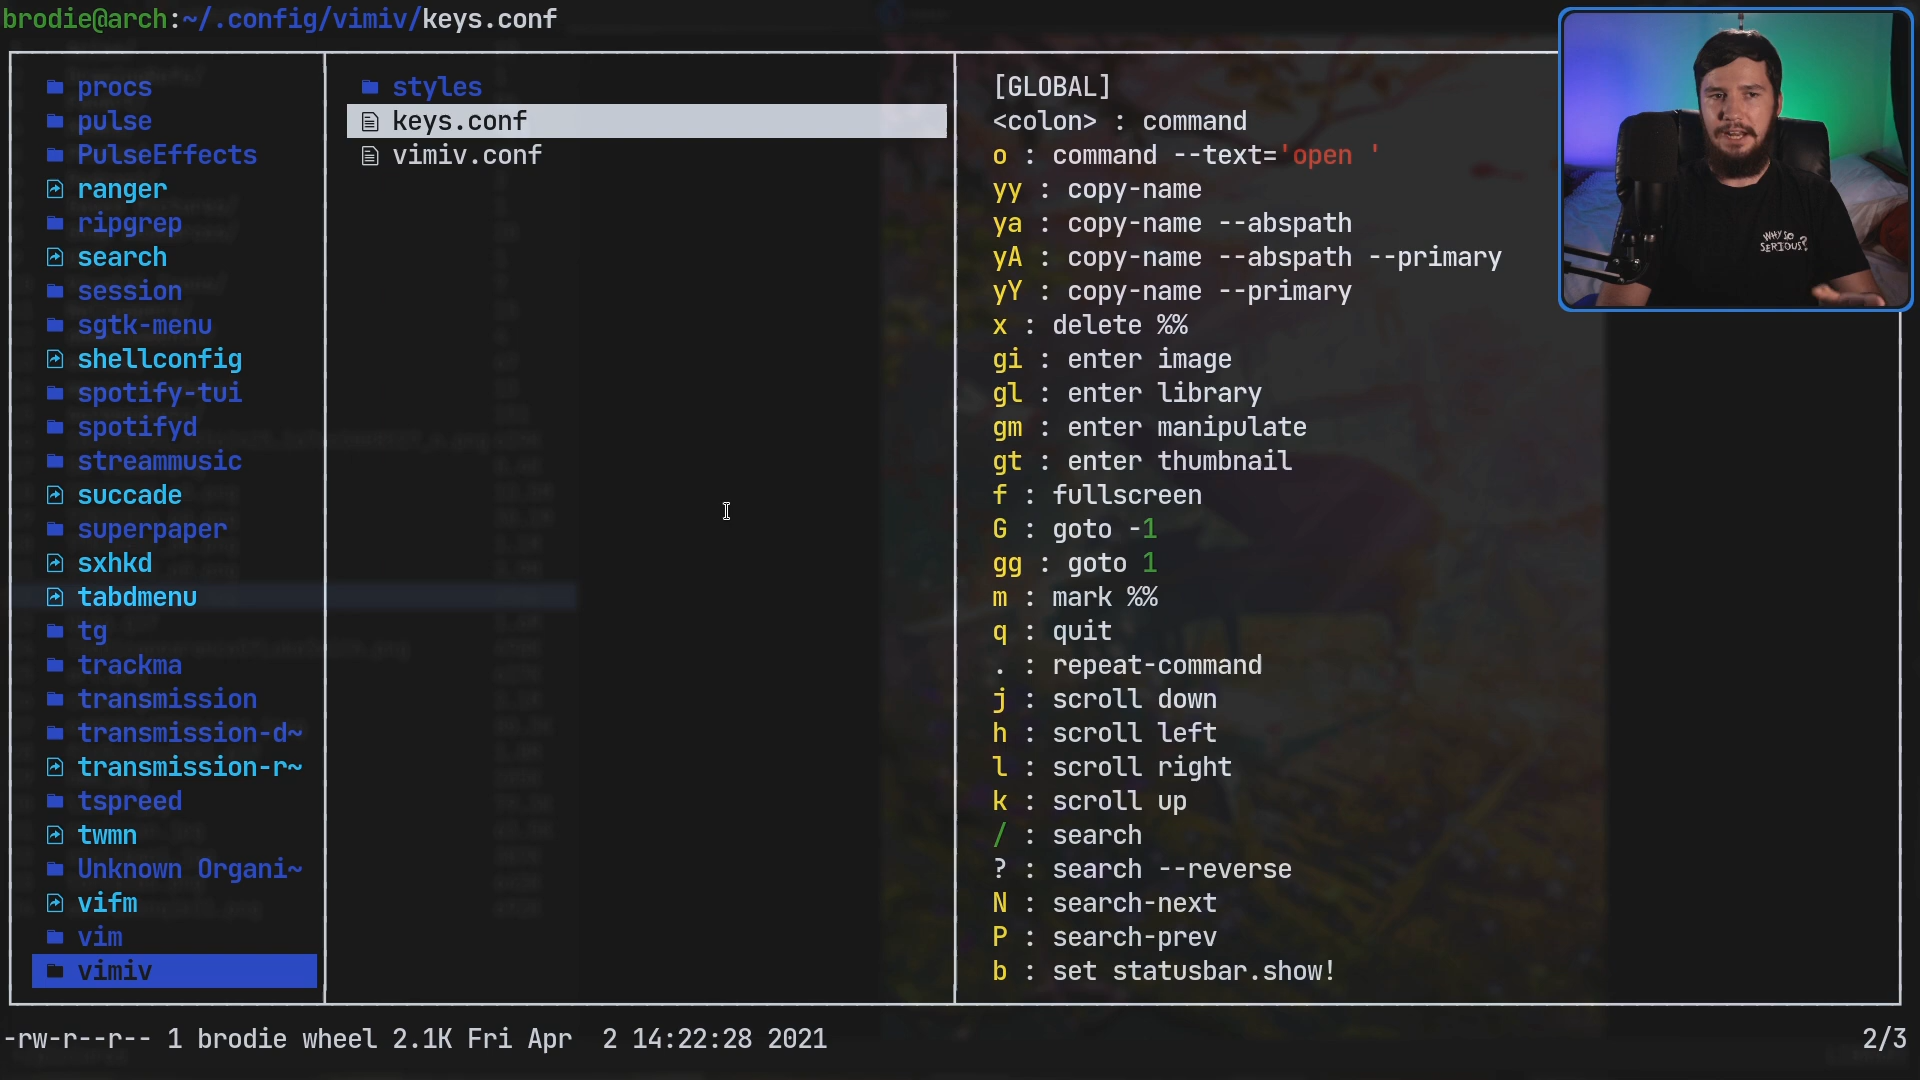 brodie@arch:~/.config/vimiv/keys.conf
procs
pulse
PulseEffects
ranger
ripgrep
search
session
sgtk-menu
shellconfig
spotify-tui
spotifyd
streammusic
succade
superpaper
sxhkd
tabdmenu
tg
trackma
transmission
transmission-d~
transmission-r~
tspreed
twmn
Unknown Organi~
vifm
vim
vimiv
styles
keys.conf
vimiv.conf
[GLOBAL]
<colon> : command
o : command --text='open '
yy : copy-name
ya : copy-name --abspath
yA : copy-name --abspath --primary
yY : copy-name --primary
x : delete %%
gi : enter image
gl : enter library
gm : enter manipulate
gt : enter thumbnail
f : fullscreen
G : goto -1
gg : goto 1
m : mark %%
q : quit
. : repeat-command
j : scroll down
h : scroll left
l : scroll right
k : scroll up
/ : search
? : search --reverse
N : search-next
P : search-prev
b : set statusbar.show!
WHY SO
SERIOUS?
-rw-r--r-- 1 brodie wheel 2.1K Fri Apr  2 14:22:28 2021
2/3